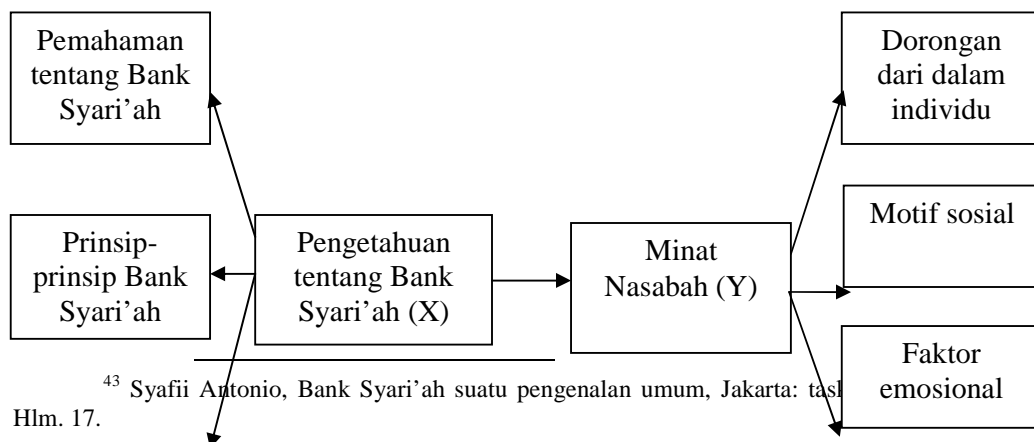 Pemahaman
tentang Bank
Syari’ah
Dorongan
dari dalam
individu
Prinsip-
prinsip Bank
Syari’ah
Pengetahuan
tentang Bank
Syari’ah (X)
Minat
Nasabah (Y)
Motif sosial
Faktor
emosional
43 Syafii Antonio, Bank Syari’ah suatu pengenalan umum, Jakarta:
Hlm. 17.